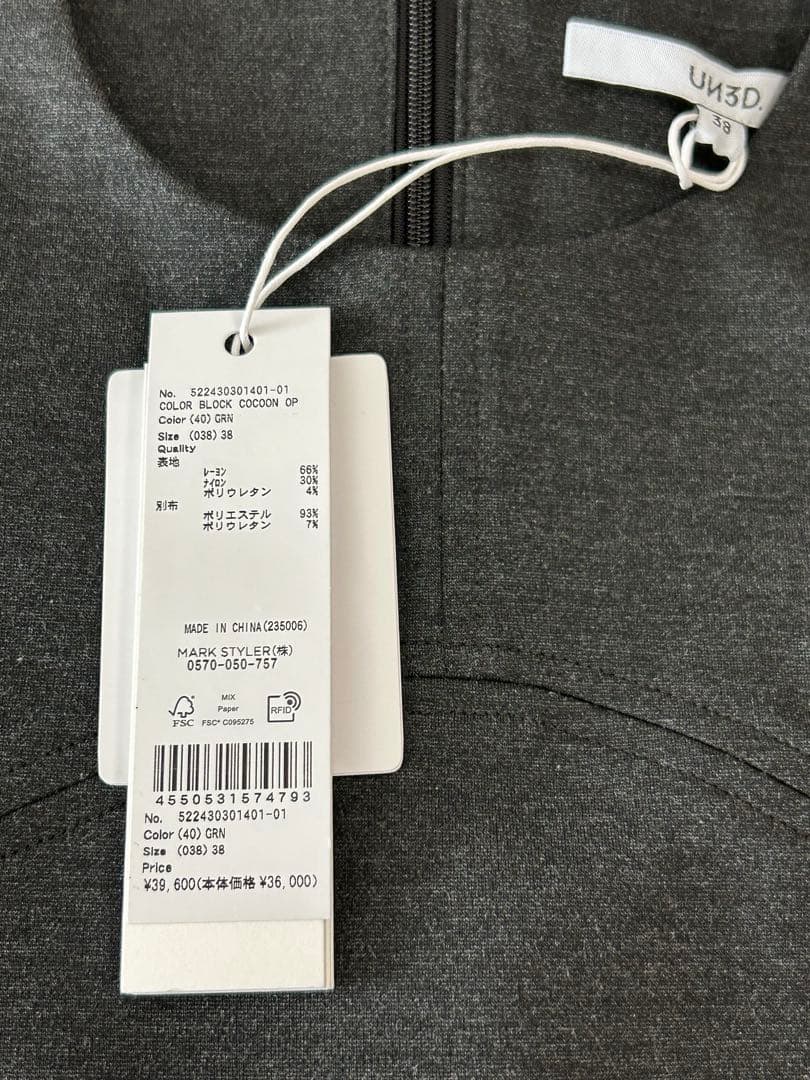 UN3D.
38
No. 522430301401-01
COLOR BLOCK COCOON OP
Color (40) GRN
Size (038) 38
Quality
表地
レーヨン 66%
ナイロン 30%
ポリウレタン 4%
別布
ポリエステル 93%
ポリウレタン 7%
MADE IN CHINA(235006)
MARK STYLER(株)
0570-050-757
FSC
MIX
Paper
FSC® C095275
RFID
4550531574793
No. 522430301401-01
Color (40) GRN
Size (038) 38
Price
¥39,600(本体価格 ¥36,000)